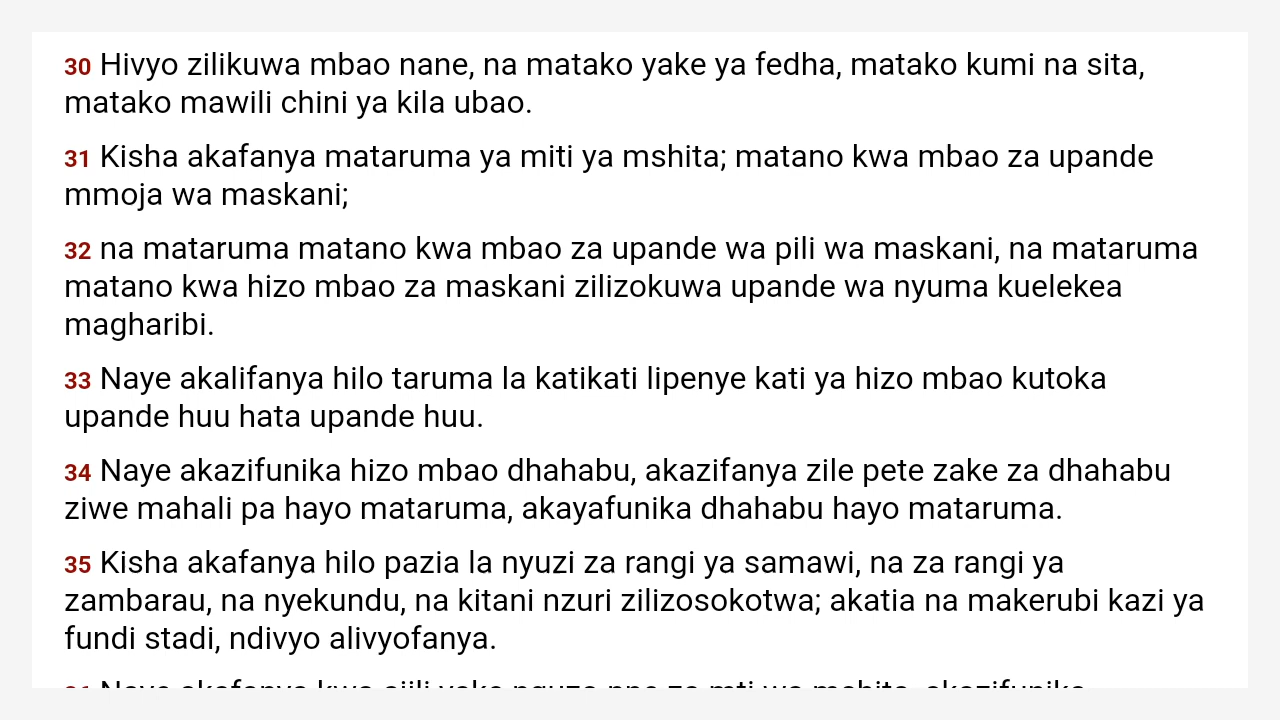 30 Hivyo zilikuwa mbao nane, na matako yake ya fedha, matako kumi na sita,
matako mawili chini ya kila ubao.
31 Kisha akafanya mataruma ya miti ya mshita; matano kwa mbao za upande
mmoja wa maskani;
32 na mataruma matano kwa mbao za upande wa pili wa maskani, na mataruma
matano kwa hizo mbao za maskani zilizokuwa upande wa nyuma kuelekea
magharibi.
33 Naye akalifanya hilo taruma la katikati lipenye kati ya hizo mbao kutoka
upande huu hata upande huu.
34 Naye akazifunika hizo mbao dhahabu, akazifanya zile pete zake za dhahabu
ziwe mahali pa hayo mataruma, akayafunika dhahabu hayo mataruma.
35 Kisha akafanya hilo pazia la nyuzi za rangi ya samawi, na za rangi ya
zambarau, na nyekundu, na kitani nzuri zilizosokotwa; akatia na makerubi kazi ya
fundi stadi, ndivyo alivyofanya.